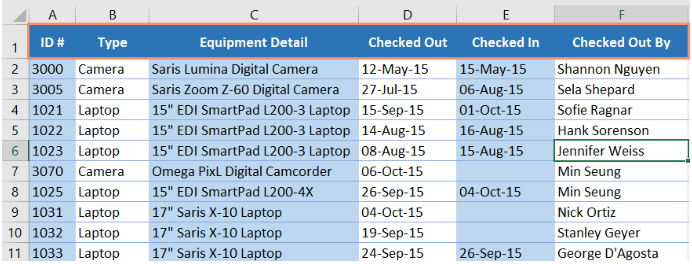 A B C D E F
1 ID # Type Equipment Detail Checked Out Checked In Checked Out By
2 3000 Camera Saris Lumina Digital Camera 12-May-15 15-May-15 Shannon Nguyen
3 3005 Camera Saris Zoom Z-60 Digital Camera 27-Jul-15 06-Aug-15 Sela Shepard
4 1021 Laptop 15" EDI SmartPad L200-3 Laptop 15-Sep-15 01-Oct-15 Sofie Ragnar
5 1022 Laptop 15" EDI SmartPad L200-3 Laptop 14-Aug-15 16-Aug-15 Hank Sorenson
6 1023 Laptop 15" EDI SmartPad L200-3 Laptop 08-Aug-15 15-Aug-15 Jennifer Weiss
7 3070 Camera Omega PixL Digital Camcorder 06-Oct-15 Min Seung
8 1025 Laptop 15" EDI SmartPad L200-4X 26-Sep-15 04-Oct-15 Min Seung
9 1031 Laptop 17" Saris X-10 Laptop 04-Oct-15 Nick Ortiz
10 1032 Laptop 17" Saris X-10 Laptop 19-Sep-15 Stanley Geyer
11 1033 Laptop 17" Saris X-10 Laptop 24-Sep-15 26-Sep-15 George D'Agosta